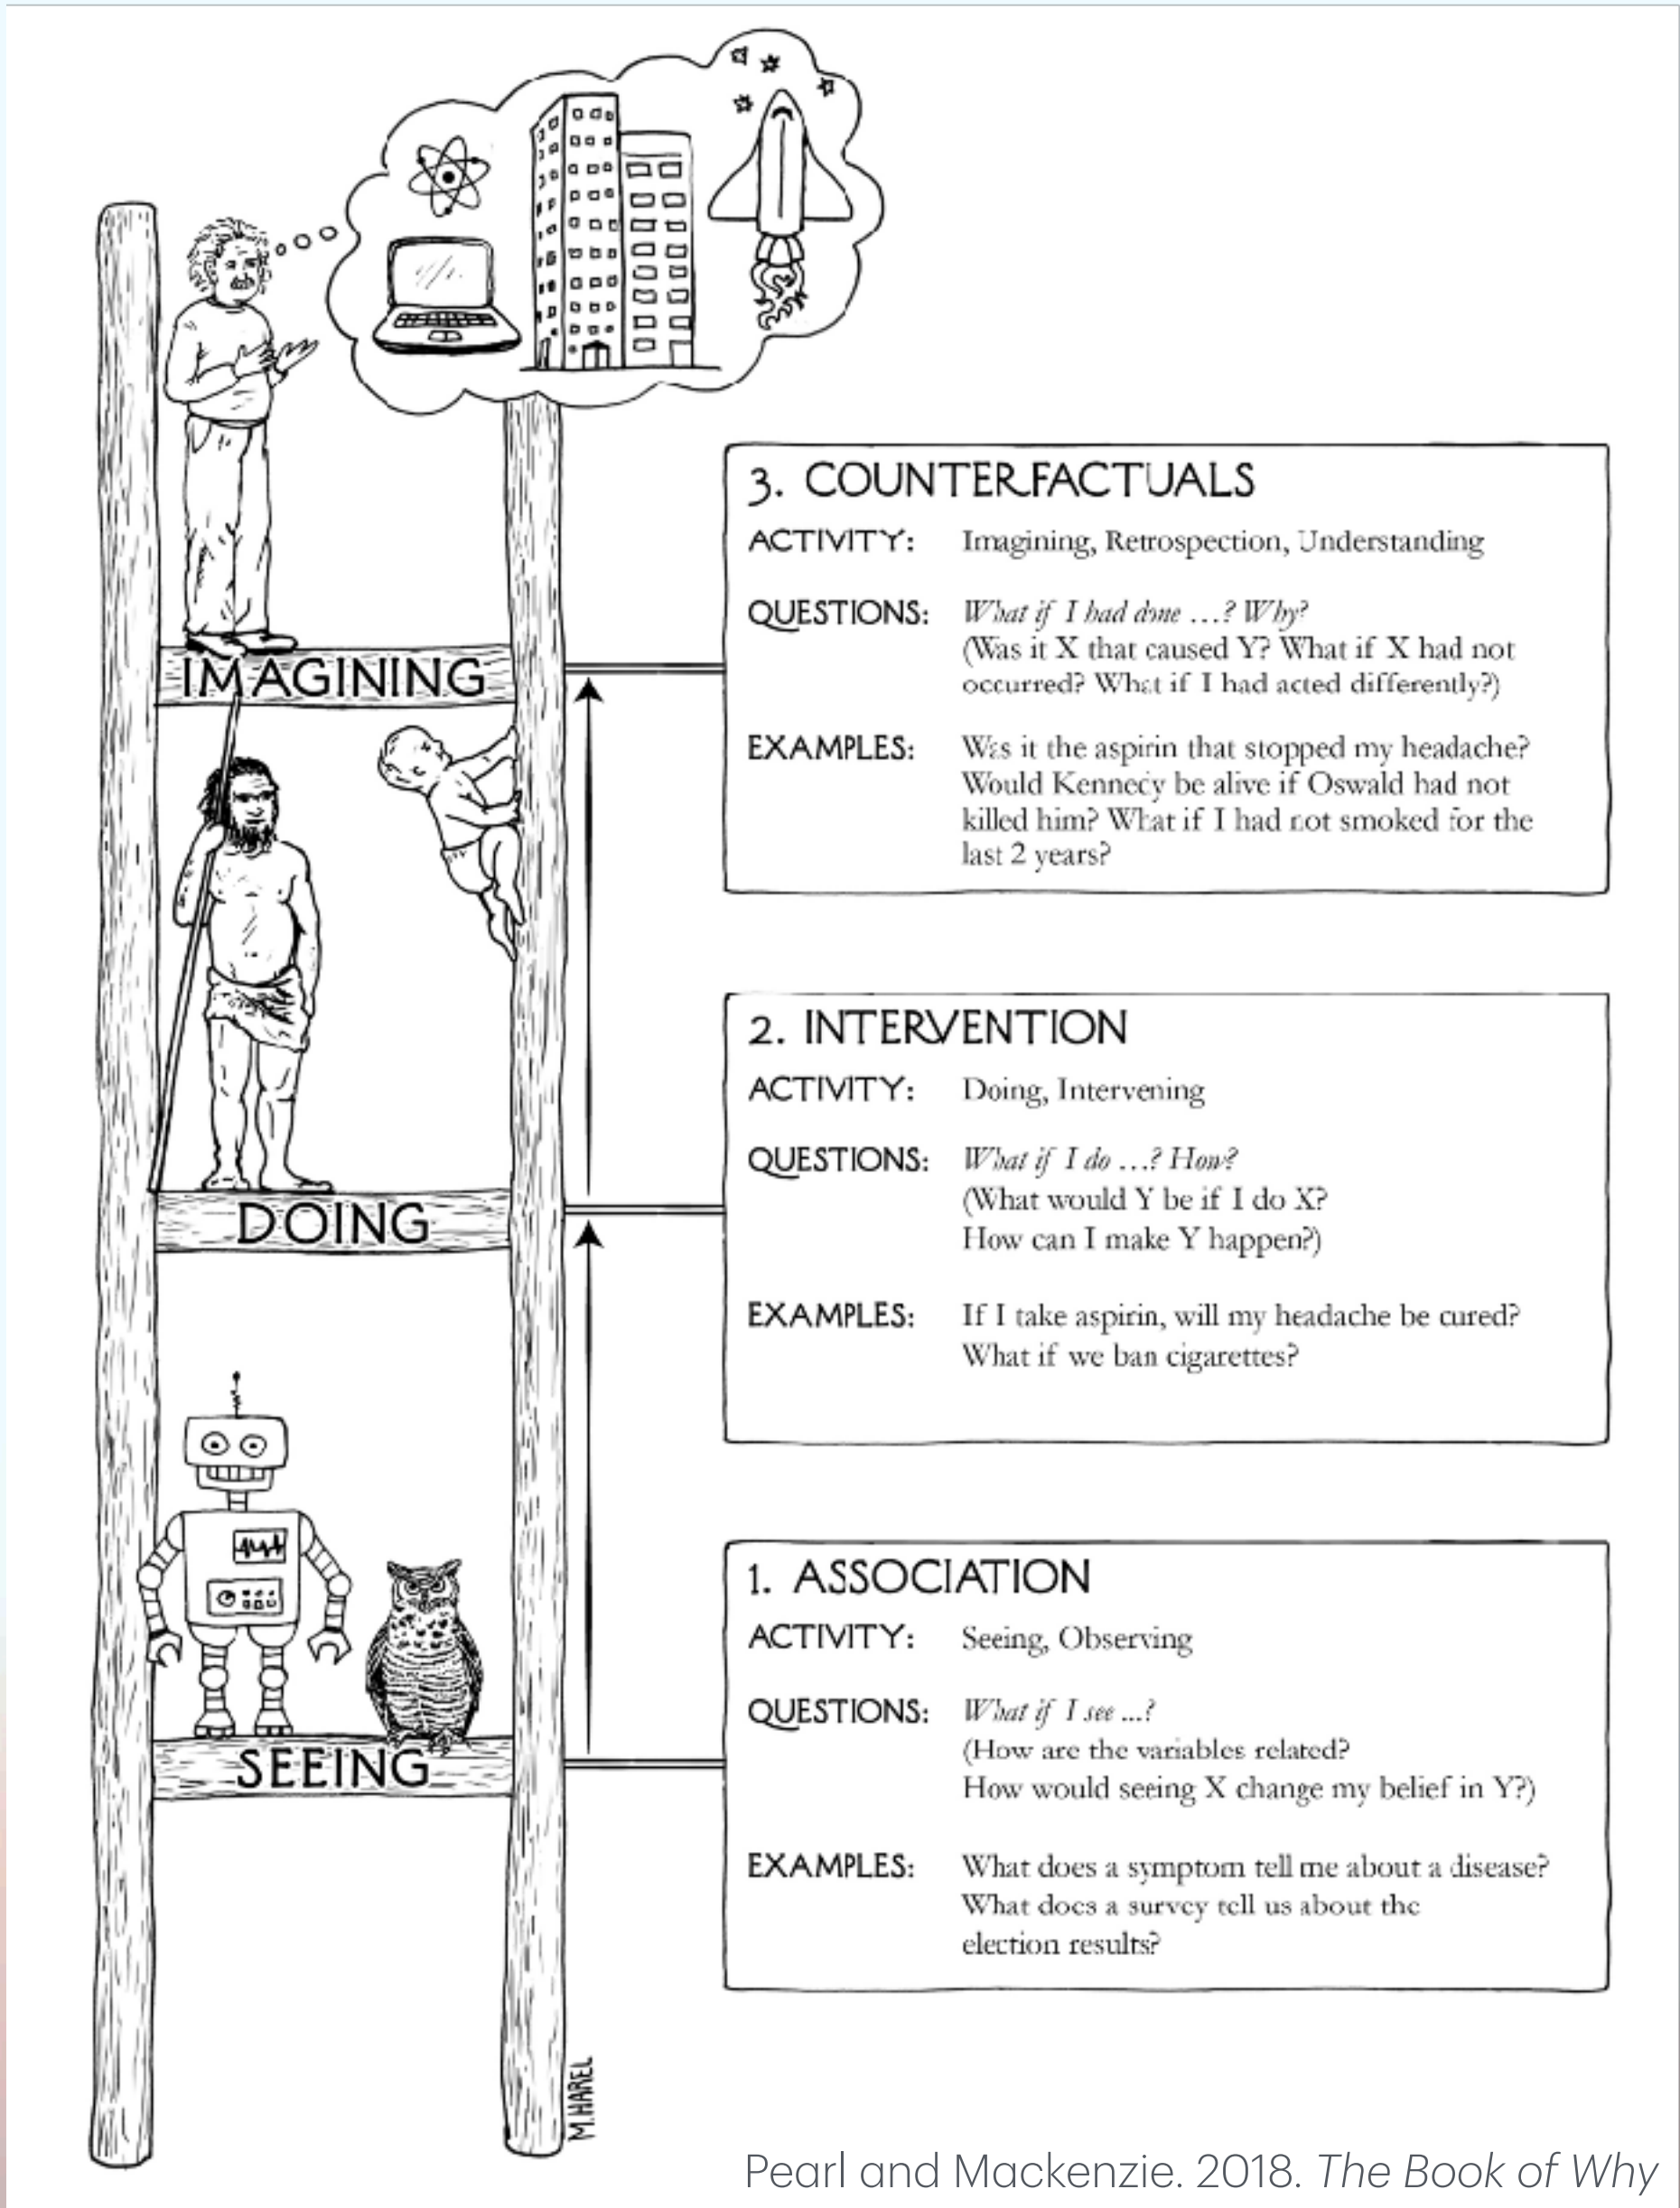 IMAGINING
DOING
SEEING
3. COUNTERFACTUALS
ACTIVITY: Imagining, Retrospection, Understanding
QUESTIONS: What if I had done ...? Why?
(Was it X that caused Y? What if X had not
occurred? What if I had acted differently?)
EXAMPLES: Was it the aspirin that stopped my headache?
Would Kennedy be alive if Oswald had not
killed him? What if I had not smoked for the
last 2 years?
2. INTERVENTION
ACTIVITY: Doing, Intervening
QUESTIONS: What if I do ...? How?
(What would Y be if I do X?
How can I make Y happen?)
EXAMPLES: If I take aspirin, will my headache be cured?
What if we ban cigarettes?
1. ASSOCIATION
ACTIVITY: Seeing, Observing
QUESTIONS: What if I see ...?
(How are the variables related?
How would seeing X change my belief in Y?)
EXAMPLES: What does a symptom tell me about a disease?
What does a survey tell us about the
election results?
M.HAREL
Pearl and Mackenzie. 2018. The Book of Why